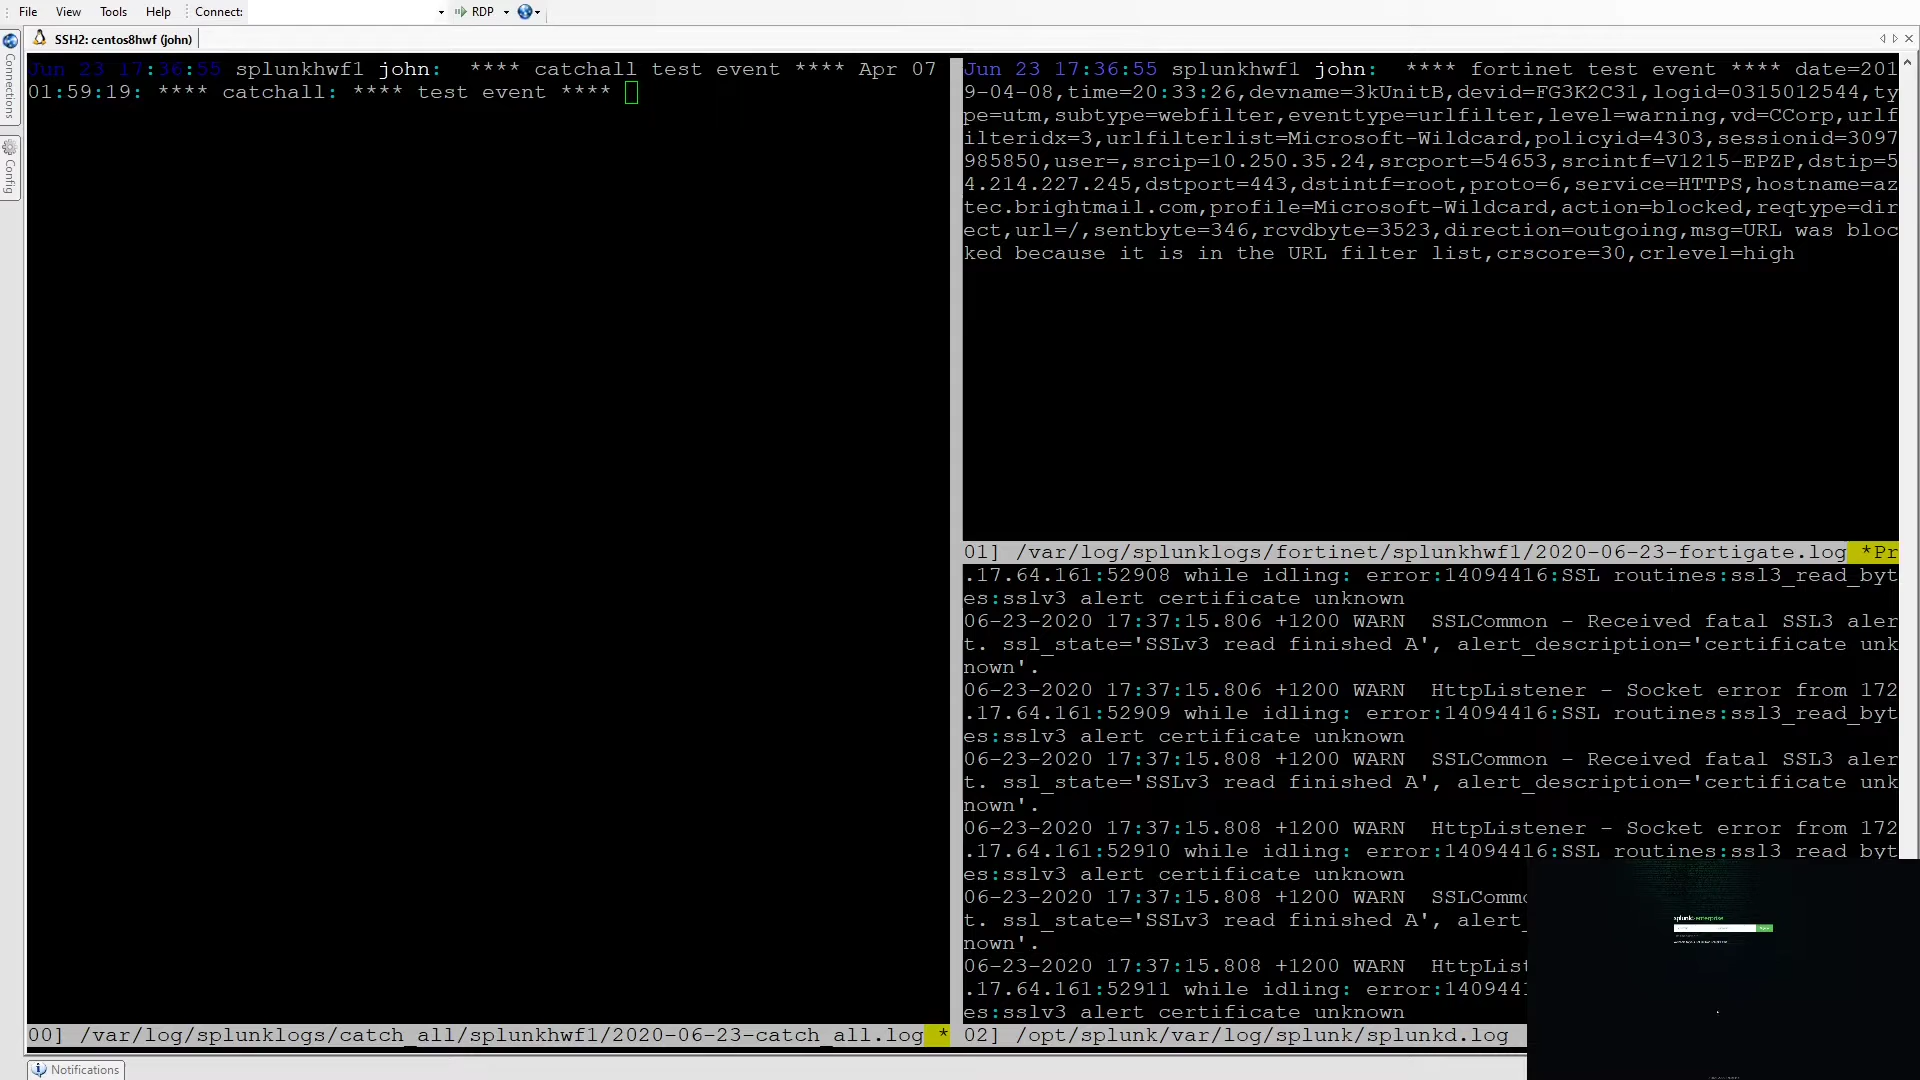 File View Tools Help Connect: RDP
SSH2: centos8hwf (john)
Connections
Config
Jun 23 17:36:55 splunkhwf1 john:  **** catchall test event **** Apr 07
01:59:19: **** catchall: **** test event ****
00] /var/log/splunklogs/catch_all/splunkhwf1/2020-06-23-catch_all.log *
Jun 23 17:36:55 splunkhwf1 john:  **** fortinet test event **** date=201
9-04-08,time=20:33:26,devname=3kUnitB,devid=FG3K2C31,logid=0315012544,ty
pe=utm,subtype=webfilter,eventtype=urlfilter,level=warning,vd=CCorp,urlf
ilteridx=3,urlfilterlist=Microsoft-Wildcard,policyid=4303,sessionid=3097
985850,user=,srcip=10.250.35.24,srcport=54653,srcintf=V1215-EPZP,dstip=5
4.214.227.245,dstport=443,dstintf=root,proto=6,service=HTTPS,hostname=az
tec.brightmail.com,profile=Microsoft-Wildcard,action=blocked,reqtype=dir
ect,url=/,sentbyte=346,rcvdbyte=3523,direction=outgoing,msg=URL was bloc
ked because it is in the URL filter list,crscore=30,crlevel=high
01] /var/log/splunklogs/fortinet/splunkhwf1/2020-06-23-fortigate.log *Pr
.17.64.161:52908 while idling: error:14094416:SSL routines:ssl3_read_byt
es:sslv3 alert certificate unknown
06-23-2020 17:37:15.806 +1200 WARN  SSLCommon - Received fatal SSL3 aler
t. ssl_state='SSLv3 read finished A', alert_description='certificate unk
nown'.
06-23-2020 17:37:15.806 +1200 WARN  HttpListener - Socket error from 172
.17.64.161:52909 while idling: error:14094416:SSL routines:ssl3_read_byt
es:sslv3 alert certificate unknown
06-23-2020 17:37:15.808 +1200 WARN  SSLCommon - Received fatal SSL3 aler
t. ssl_state='SSLv3 read finished A', alert_description='certificate unk
nown'.
06-23-2020 17:37:15.808 +1200 WARN  HttpListener - Socket error from 172
.17.64.161:52910 while idling: error:14094416:SSL routines:ssl3_read_byt
es:sslv3 alert certificate unknown
06-23-2020 17:37:15.808 +1200 WARN  SSLCommo
t. ssl_state='SSLv3 read finished A', alert_
nown'.
06-23-2020 17:37:15.808 +1200 WARN  HttpList
.17.64.161:52911 while idling: error:1409441
es:sslv3 alert certificate unknown
02] /opt/splunk/var/log/splunk/splunkd.log
splunk>enterprise
Notifications